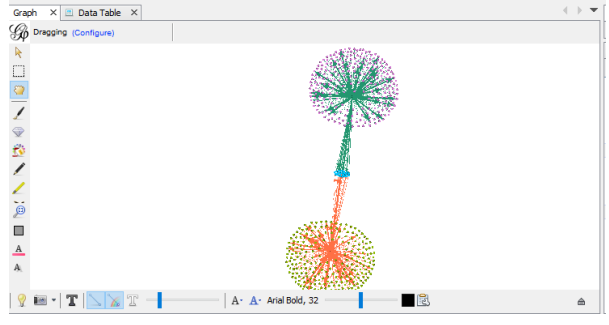 Graph × Data Table ×
Dragging (Configure)
A
A
T T A- A- Arial Bold, 32